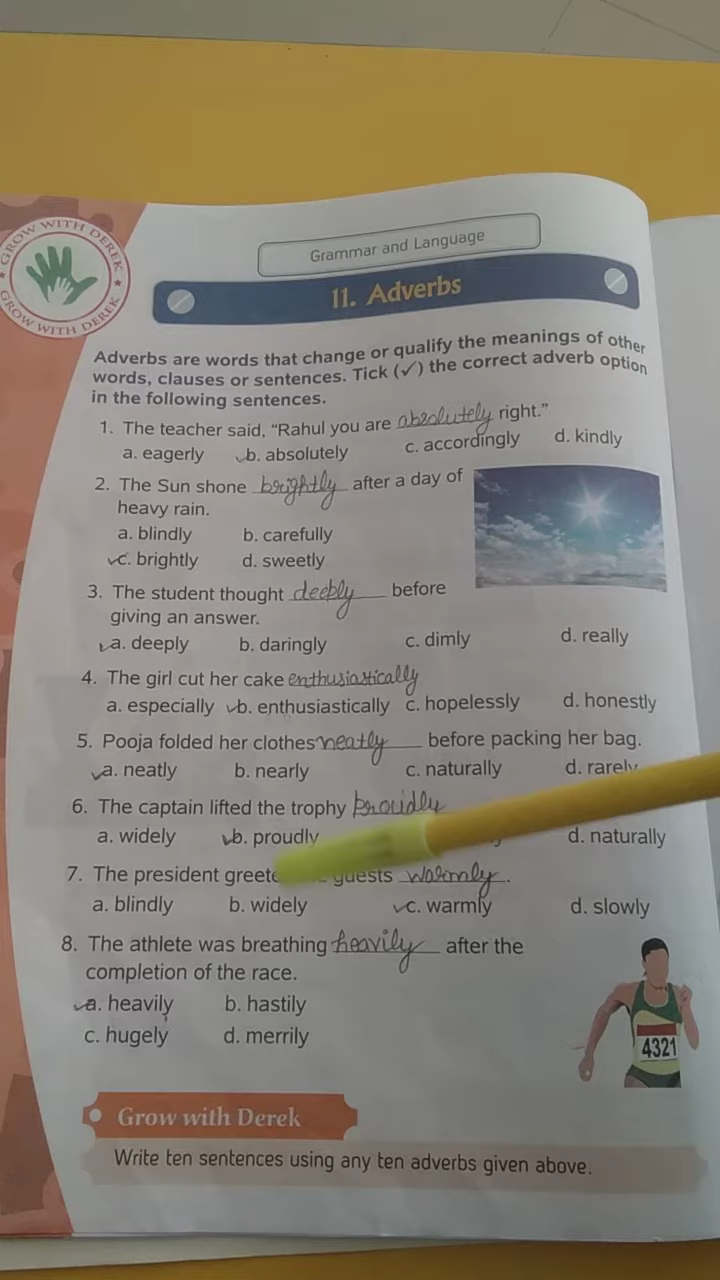 GROW WITH DEREK
GROW WITH DEREK
Grammar and Language
11. Adverbs
Adverbs are words that change or qualify the meanings of other
words, clauses or sentences. Tick (✓) the correct adverb option
in the following sentences.
1. The teacher said, “Rahul you are absolutely right.”
a. eagerly ✓b. absolutely c. accordingly d. kindly
2. The Sun shone brightly after a day of
heavy rain.
a. blindly b. carefully
✓c. brightly d. sweetly
3. The student thought deeply before
giving an answer.
✓a. deeply b. daringly c. dimly d. really
4. The girl cut her cake enthusiastically
a. especially ✓b. enthusiastically c. hopelessly d. honestly
5. Pooja folded her clothes neatly before packing her bag.
✓a. neatly b. nearly c. naturally d. rarely
6. The captain lifted the trophy proudly
a. widely ✓b. proudly d. naturally
7. The president guests warmly.
a. blindly b. widely ✓c. warmly d. slowly
8. The athlete was breathing heavily after the
completion of the race.
✓a. heavily b. hastily
c. hugely d. merrily
4321
Grow with Derek
Write ten sentences using any ten adverbs given above.